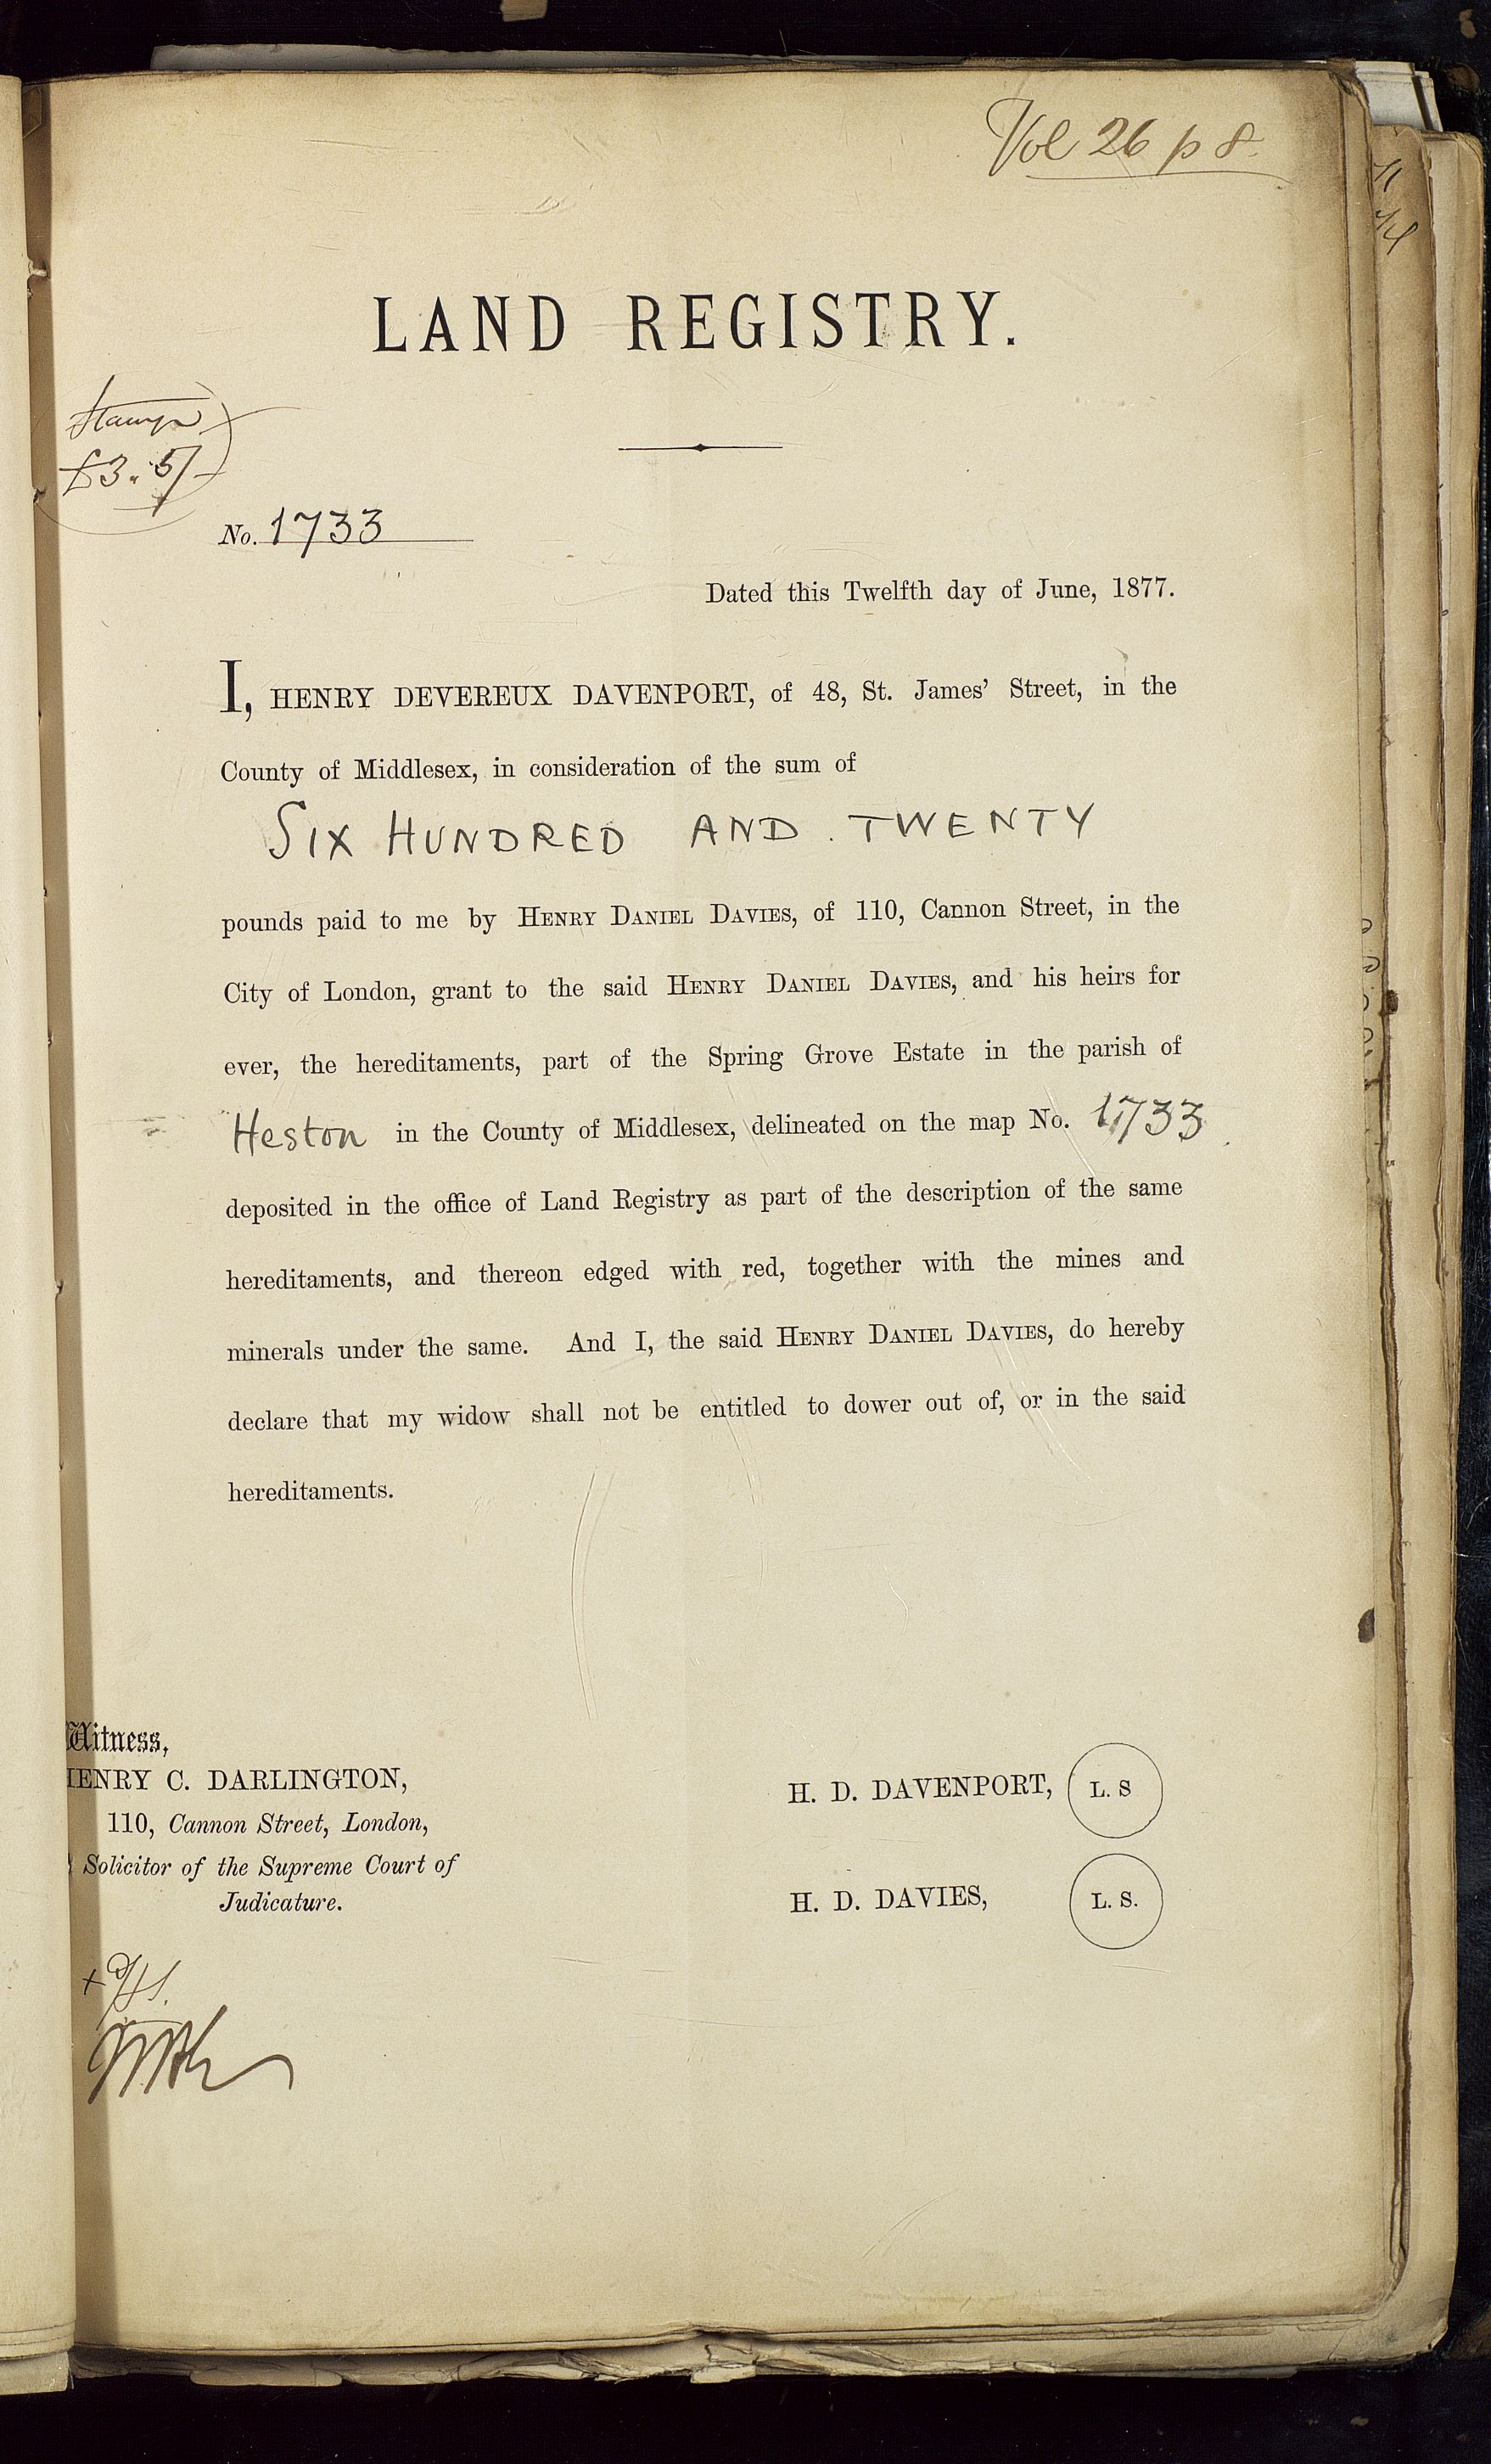 Vol 26 p 8.
LAND REGISTRY.
Stamps
£3. 5/-
No. 1733
Dated this Twelfth day of June, 1877.
I, HENRY DEVEREUX DAVENPORT, of 48, St. James' Street, in the
County of Middlesex, in consideration of the sum of
SIX HUNDRED AND TWENTY
pounds paid to me by HENRY DANIEL DAVIES, of 110, Cannon Street, in the
City of London, grant to the said HENRY DANIEL DAVIES, and his heirs for
ever, the hereditaments, part of the Spring Grove Estate in the parish of
Heston in the County of Middlesex, delineated on the map No. 1733
deposited in the office of Land Registry as part of the description of the same
hereditaments, and thereon edged with red, together with the mines and
minerals under the same. And I, the said HENRY DANIEL DAVIES, do hereby
declare that my widow shall not be entitled to dower out of, or in the said
hereditaments.
Witness,
HENRY C. DARLINGTON,
110, Cannon Street, London,
Solicitor of the Supreme Court of
Judicature.
H. D. DAVENPORT, L. S
H. D. DAVIES, L. S.